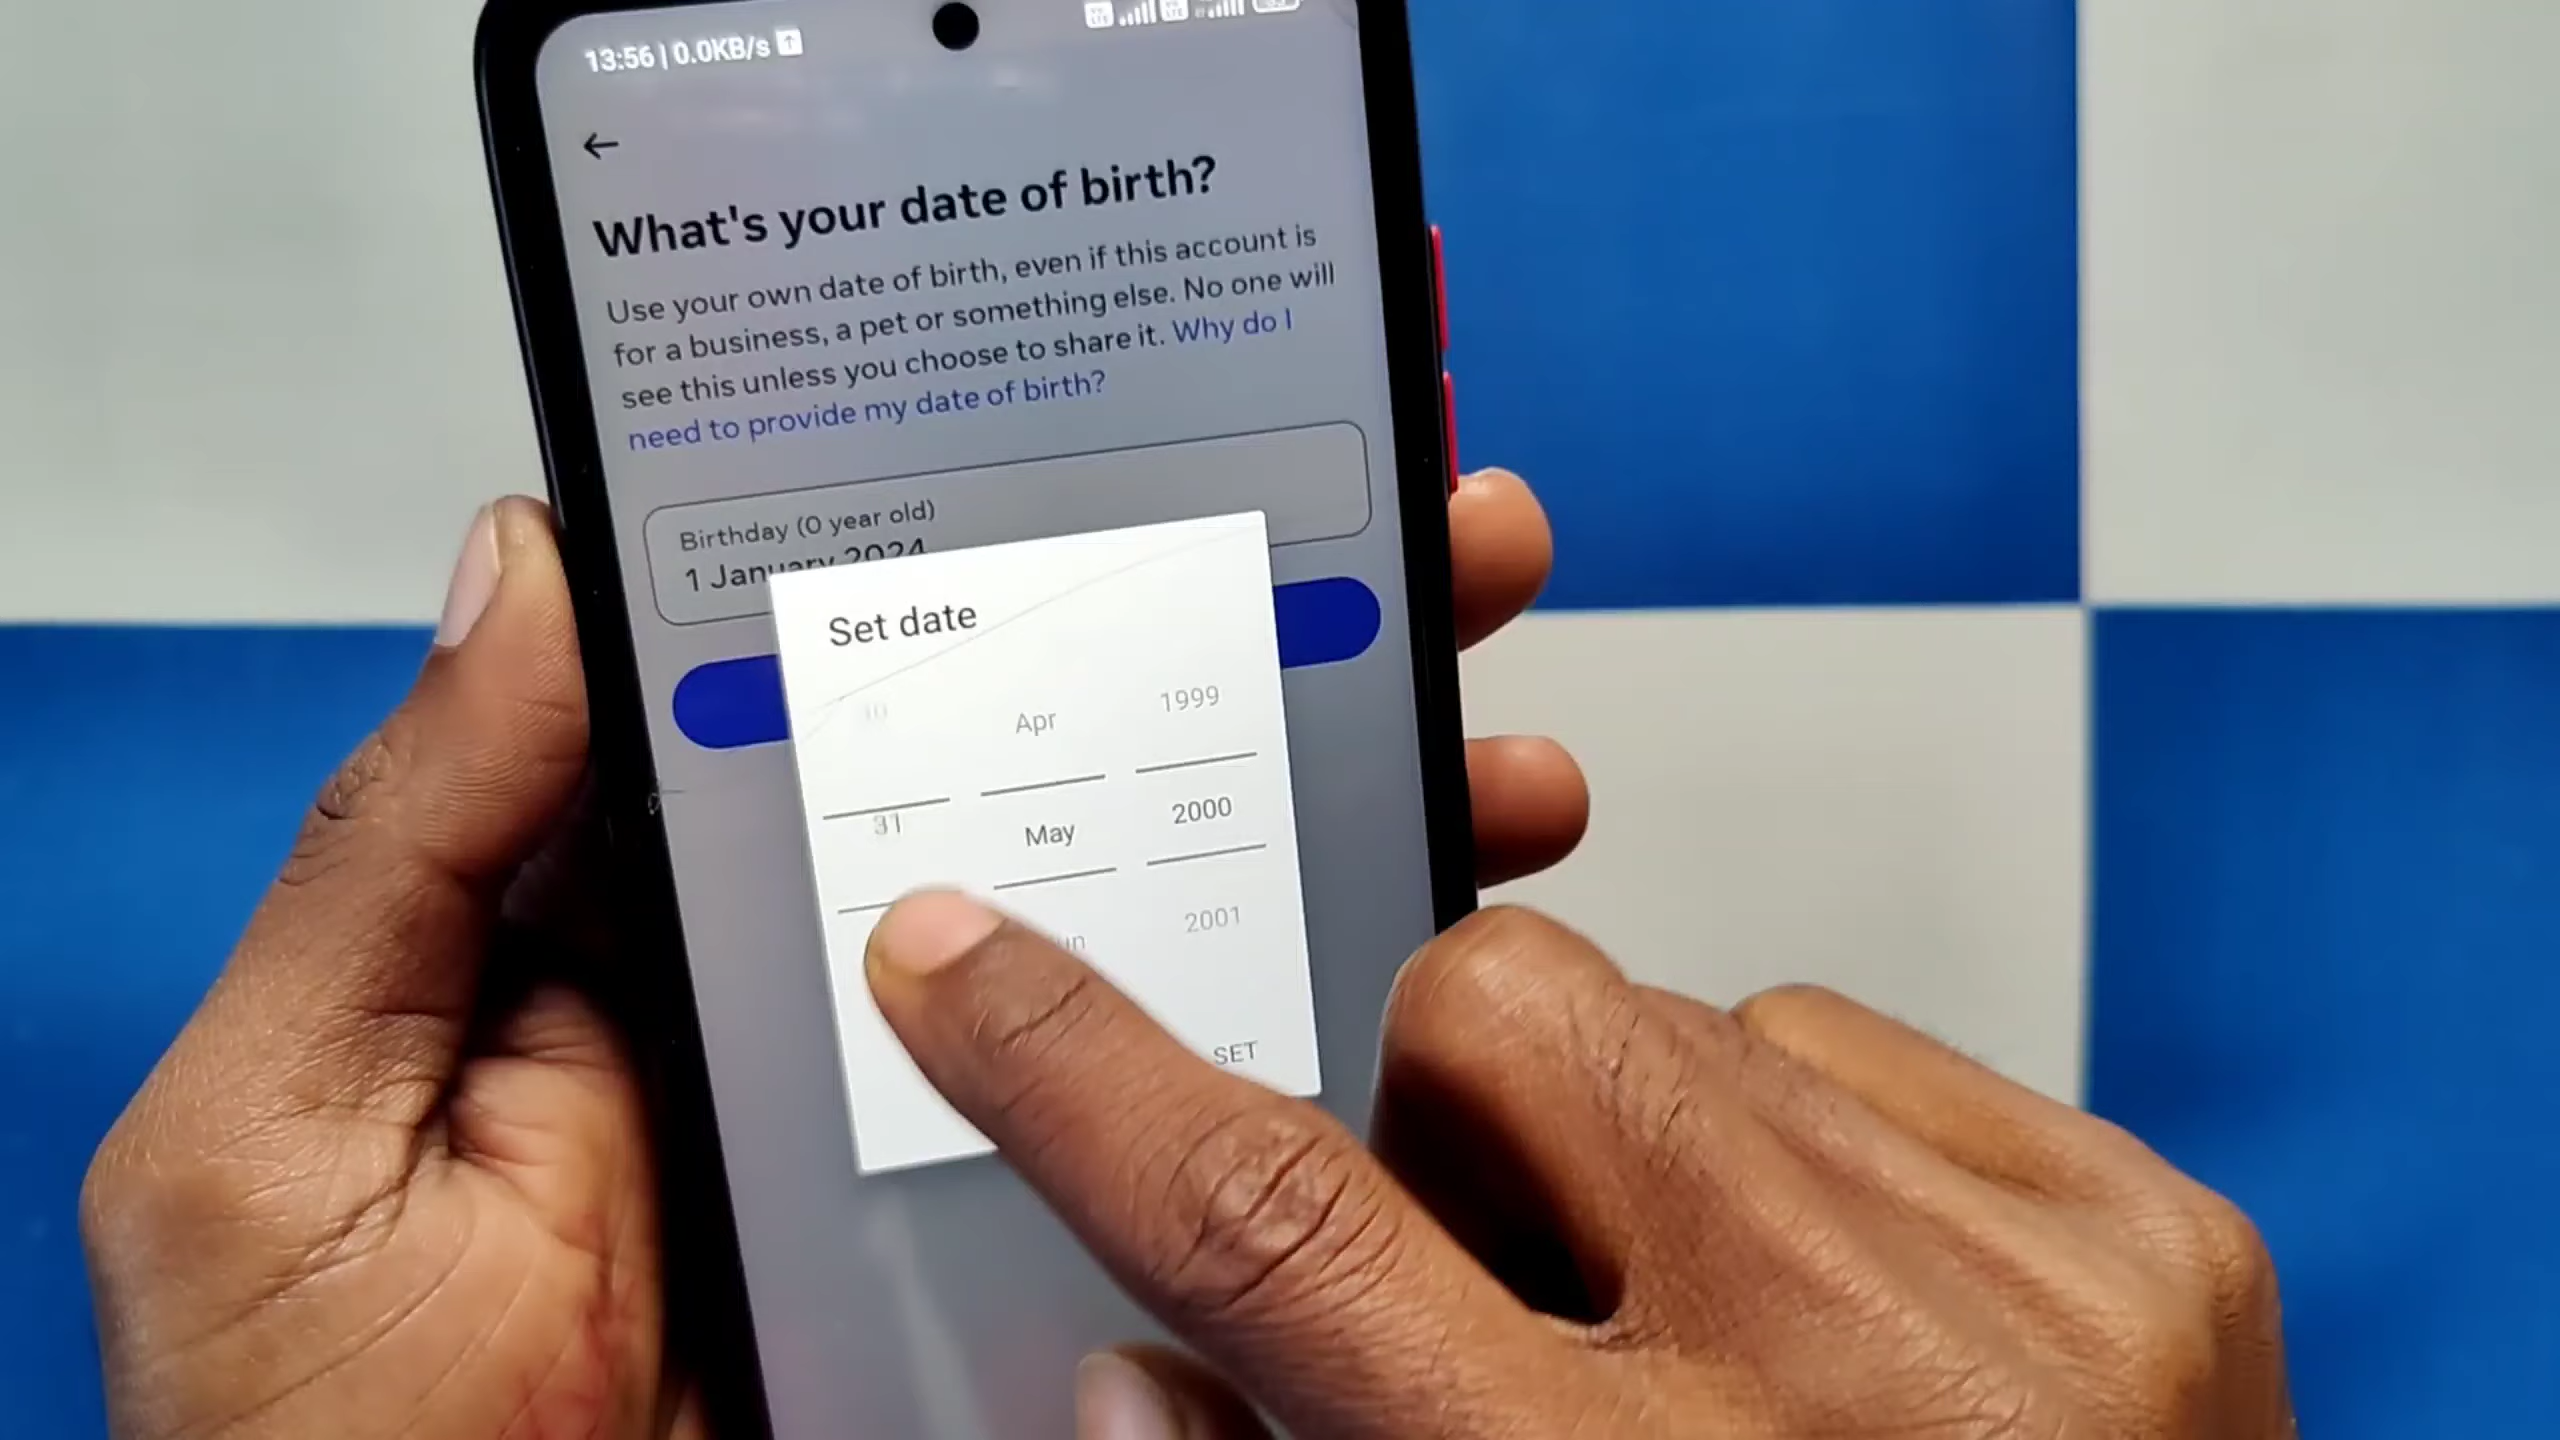 13:56 | 0.0KB/s
What's your date of birth?
Use your own date of birth, even if this account is
for a business, a pet or something else. No one will
see this unless you choose to share it. Why do I
need to provide my date of birth?
Birthday (0 year old)
1 January 2024
Set date
Apr 1999
31 May 2000
2001
SET